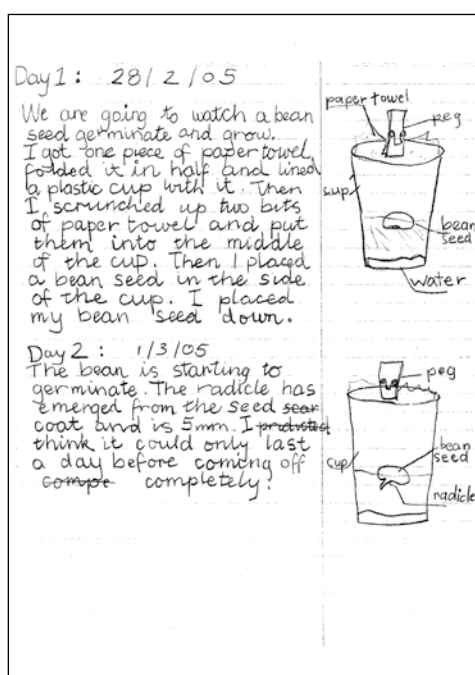 Day 1: 28/2/05
We are going to watch a bean
seed germinate and grow.
I got one piece of paper towel,
folded it in half and lined
a plastic cup with it. Then
I scrunched up two bits
of paper towel and put
them into the middle
of the cup. Then I placed
a bean seed in the side
of the cup. I placed
my bean seed down.
paper towel
peg
cup
bean
seed
water
Day 2: 1/3/05
The bean is starting to
germinate. The radicle has
emerged from the seed
coat and is 5mm. I predicted
think it could only last
a day before coming off
completely.
peg
cup
bean
seed
radicle